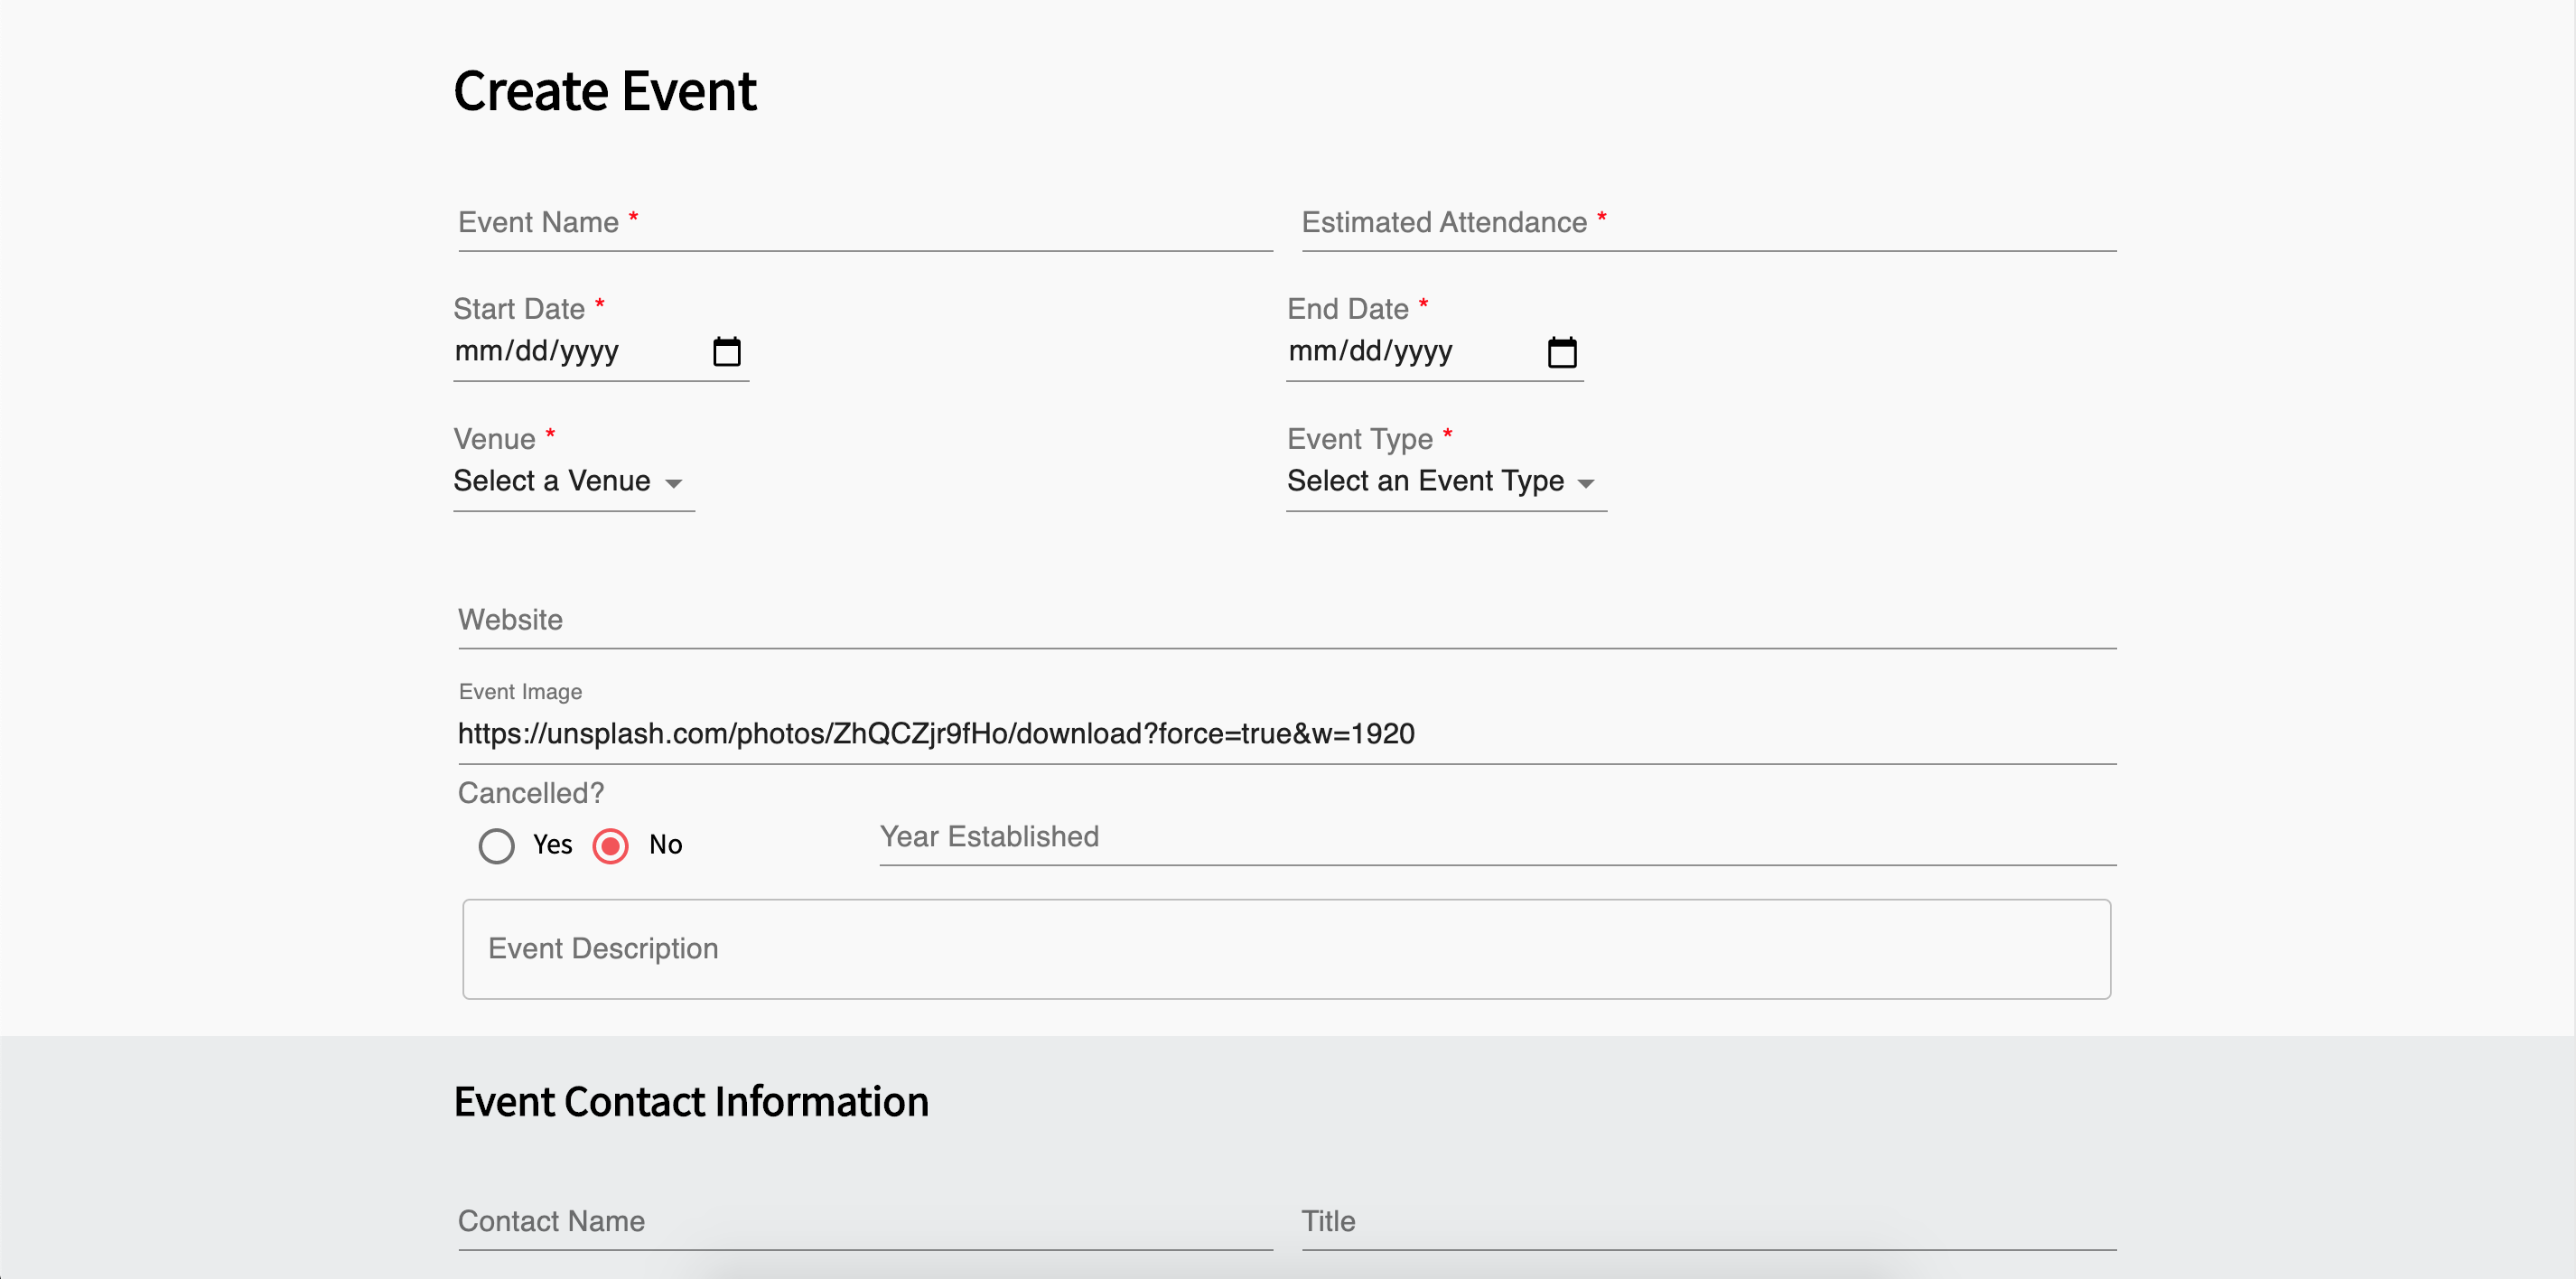 Create Event
Event Name *
Estimated Attendance *
Start Date *
End Date *
mm/dd/yyyy
mm/dd/yyyy
Venue *
Event Type *
Select a Venue
Select an Event Type
Website
Event Image
https://unsplash.com/photos/ZhQCZjr9fHo/download?force=true&w=1920
Cancelled?
Yes No
Year Established
Event Description
Event Contact Information
Contact Name
Title